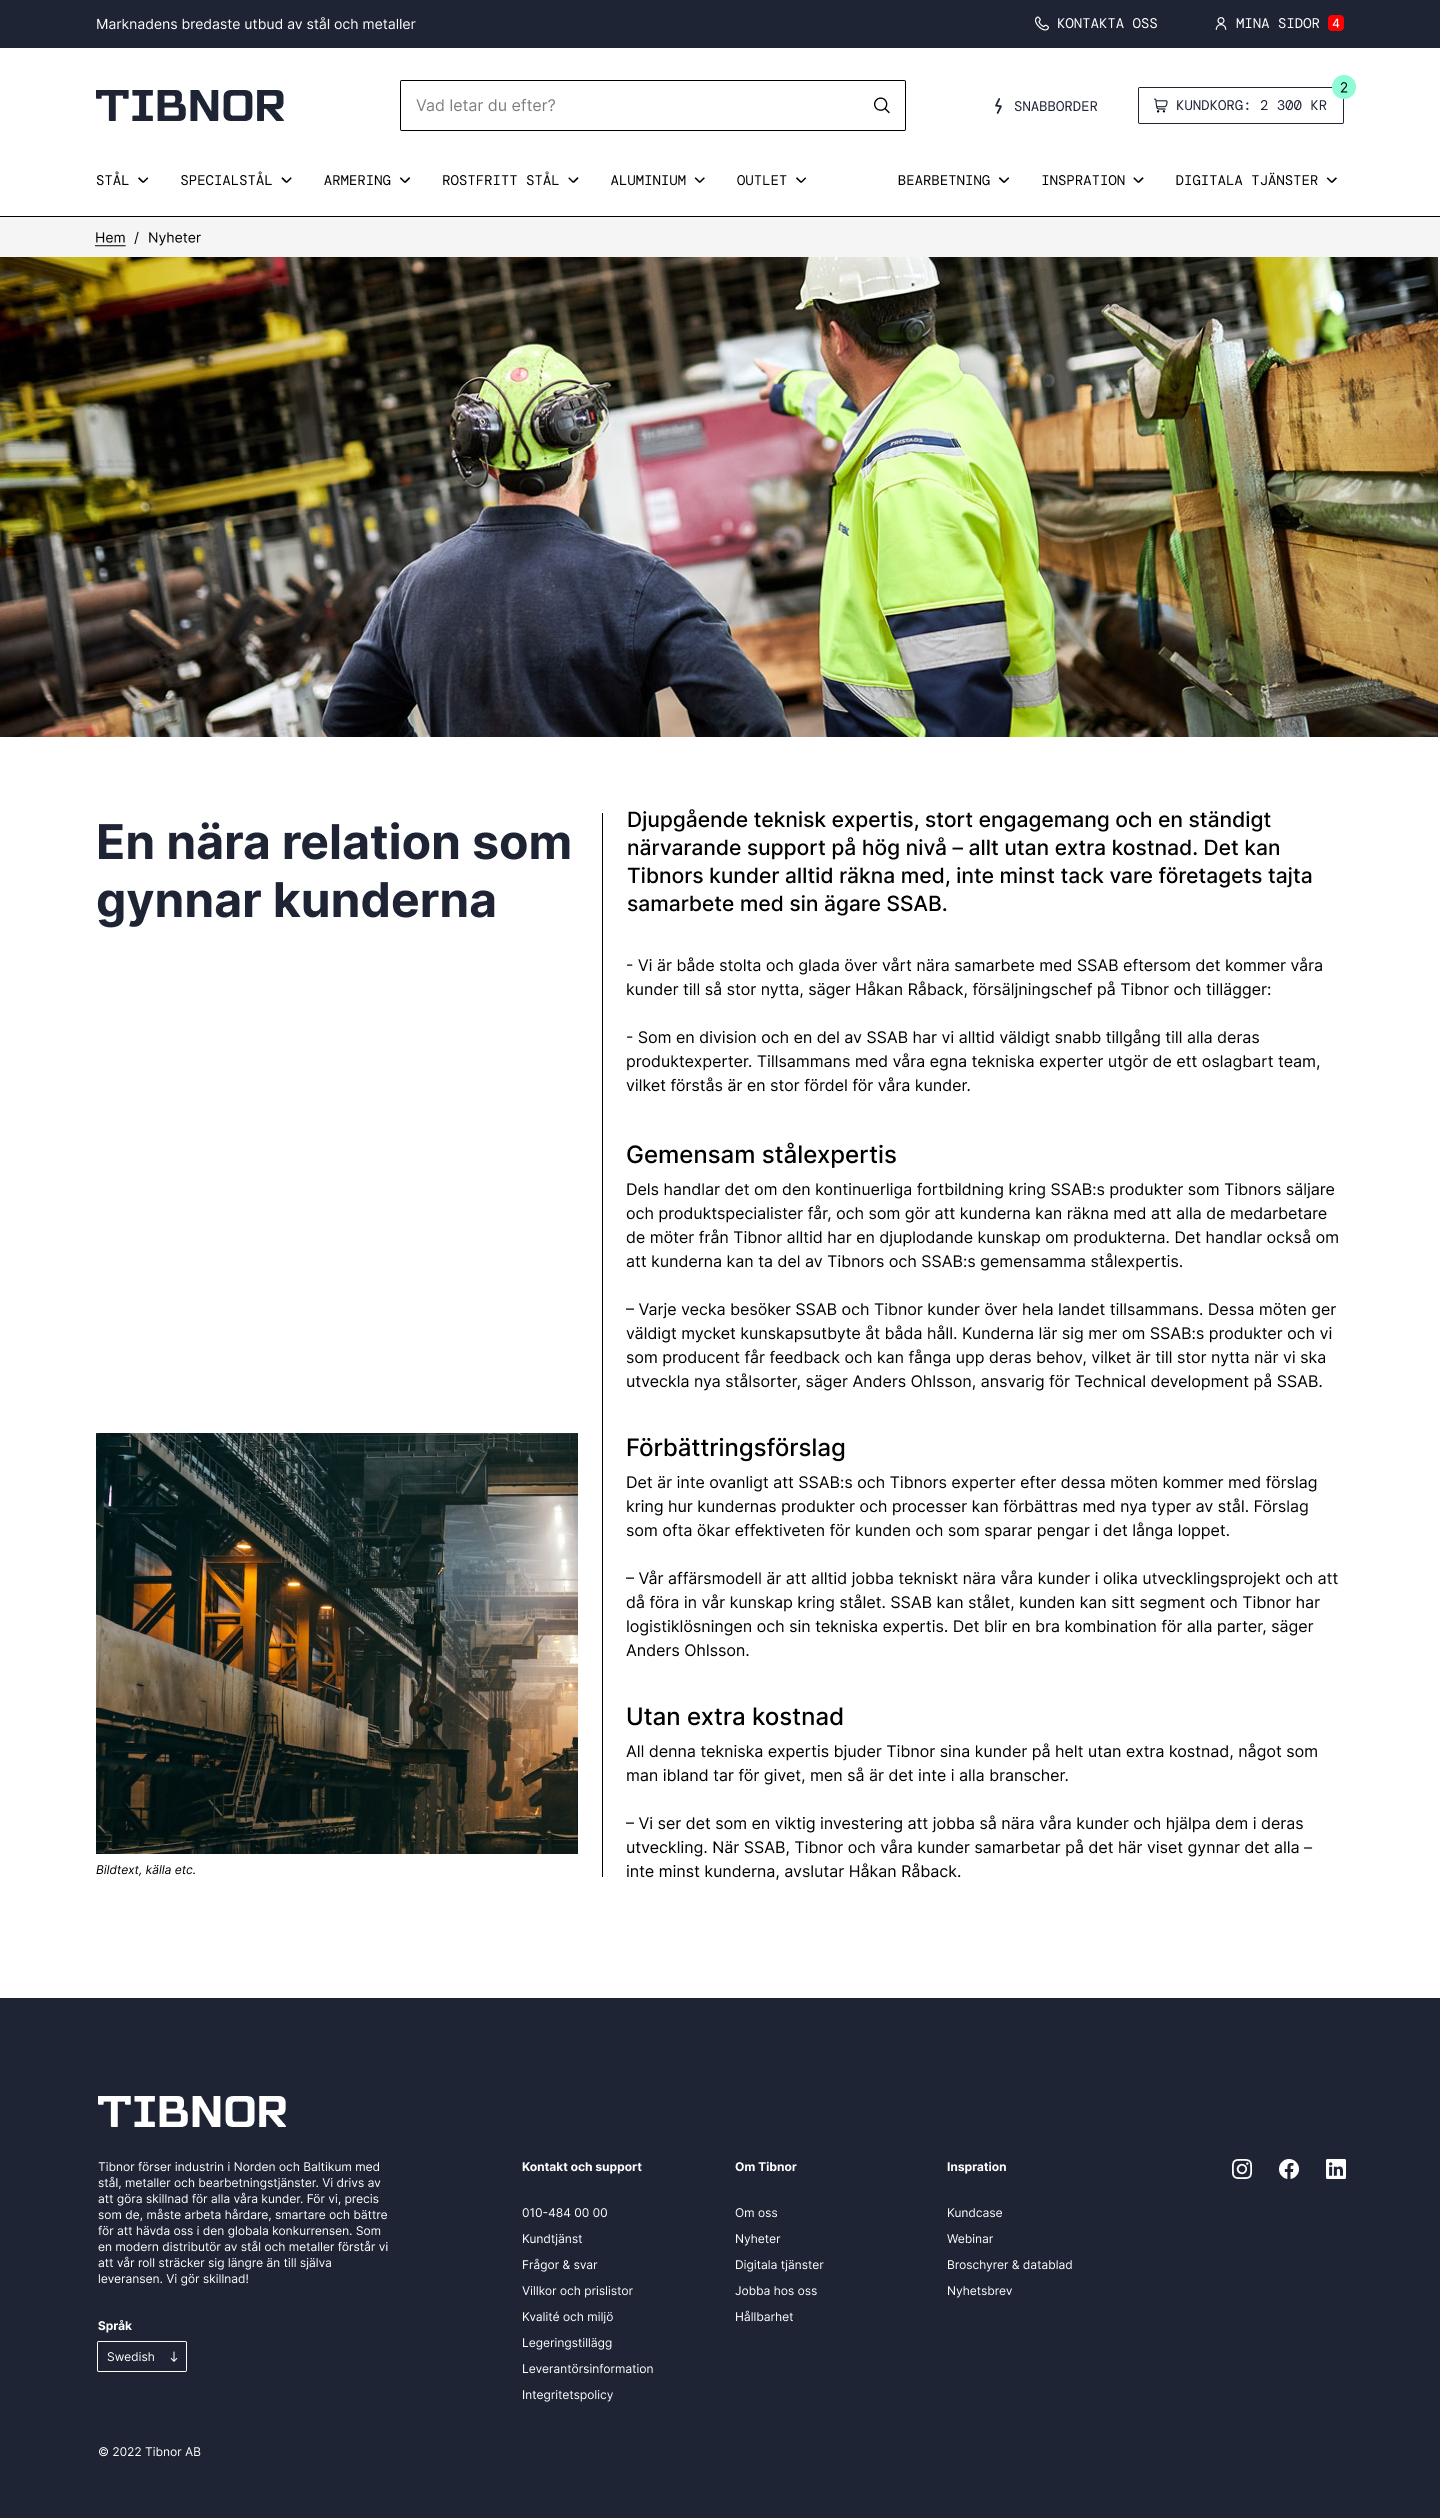 Marknadens bredaste utbud av stål och metaller
KONTAKTA OSS
MINA SIDOR 4
TIBNOR
Vad letar du efter?
SNABBORDER
KUNDKORG: 2 300 KR
2
STÅL
SPECIALSTÅL
ARMERING
ROSTFRITT STÅL
ALUMINIUM
OUTLET
BEARBETNING
INSPRATION
DIGITALA TJÄNSTER
Hem / Nyheter
FRISTADS
En nära relation som
gynnar kunderna
Djupgående teknisk expertis, stort engagemang och en ständigt
närvarande support på hög nivå – allt utan extra kostnad. Det kan
Tibnors kunder alltid räkna med, inte minst tack vare företagets tajta
samarbete med sin ägare SSAB.
- Vi är både stolta och glada över vårt nära samarbete med SSAB eftersom det kommer våra
kunder till så stor nytta, säger Håkan Råback, försäljningschef på Tibnor och tillägger:
- Som en division och en del av SSAB har vi alltid väldigt snabb tillgång till alla deras
produktexperter. Tillsammans med våra egna tekniska experter utgör de ett oslagbart team,
vilket förstås är en stor fördel för våra kunder.
Gemensam stålexpertis
Dels handlar det om den kontinuerliga fortbildning kring SSAB:s produkter som Tibnors säljare
och produktspecialister får, och som gör att kunderna kan räkna med att alla de medarbetare
de möter från Tibnor alltid har en djuplodande kunskap om produkterna. Det handlar också om
att kunderna kan ta del av Tibnors och SSAB:s gemensamma stålexpertis.
– Varje vecka besöker SSAB och Tibnor kunder över hela landet tillsammans. Dessa möten ger
väldigt mycket kunskapsutbyte åt båda håll. Kunderna lär sig mer om SSAB:s produkter och vi
som producent får feedback och kan fånga upp deras behov, vilket är till stor nytta när vi ska
utveckla nya stålsorter, säger Anders Ohlsson, ansvarig för Technical development på SSAB.
Förbättringsförslag
Det är inte ovanligt att SSAB:s och Tibnors experter efter dessa möten kommer med förslag
kring hur kundernas produkter och processer kan förbättras med nya typer av stål. Förslag
som ofta ökar effektiveten för kunden och som sparar pengar i det långa loppet.
– Vår affärsmodell är att alltid jobba tekniskt nära våra kunder i olika utvecklingsprojekt och att
då föra in vår kunskap kring stålet. SSAB kan stålet, kunden kan sitt segment och Tibnor har
logistiklösningen och sin tekniska expertis. Det blir en bra kombination för alla parter, säger
Anders Ohlsson.
Utan extra kostnad
All denna tekniska expertis bjuder Tibnor sina kunder på helt utan extra kostnad, något som
man ibland tar för givet, men så är det inte i alla branscher.
– Vi ser det som en viktig investering att jobba så nära våra kunder och hjälpa dem i deras
utveckling. När SSAB, Tibnor och våra kunder samarbetar på det här viset gynnar det alla –
inte minst kunderna, avslutar Håkan Råback.
Bildtext, källa etc.
TIBNOR
Tibnor förser industrin i Norden och Baltikum med
stål, metaller och bearbetningstjänster. Vi drivs av
att göra skillnad för alla våra kunder. För vi, precis
som de, måste arbeta hårdare, smartare och bättre
för att hävda oss i den globala konkurrensen. Som
en modern distributör av stål och metaller förstår vi
att vår roll sträcker sig längre än till själva
leveransen. Vi gör skillnad!
Språk
Swedish
Kontakt och support
010-484 00 00
Kundtjänst
Frågor & svar
Villkor och prislistor
Kvalité och miljö
Legeringstillägg
Leverantörsinformation
Integritetspolicy
Om Tibnor
Om oss
Nyheter
Digitala tjänster
Jobba hos oss
Hållbarhet
Inspration
Kundcase
Webinar
Broschyrer & datablad
Nyhetsbrev
© 2022 Tibnor AB